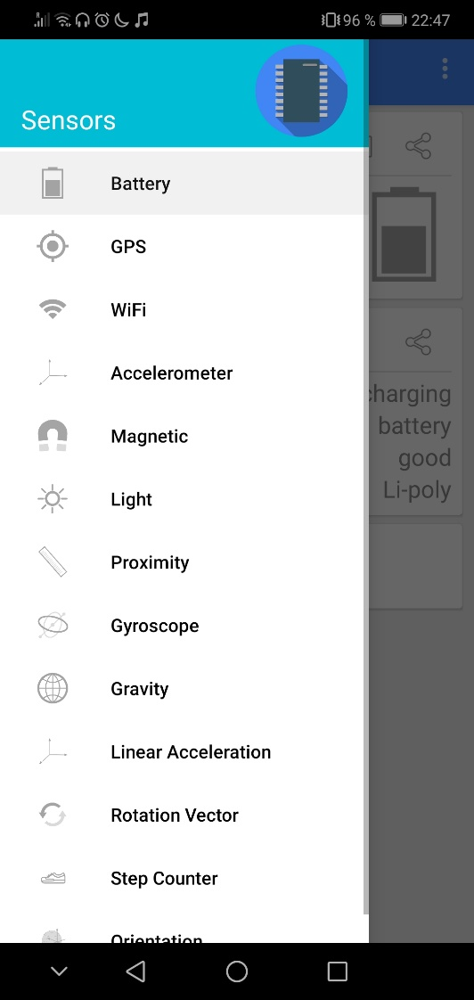 96 % 22:47
Sensors
Battery
GPS
WiFi
Accelerometer
Magnetic
Light
Proximity
Gyroscope
Gravity
Linear Acceleration
Rotation Vector
Step Counter
Orientation
charging
battery
good
Li-poly